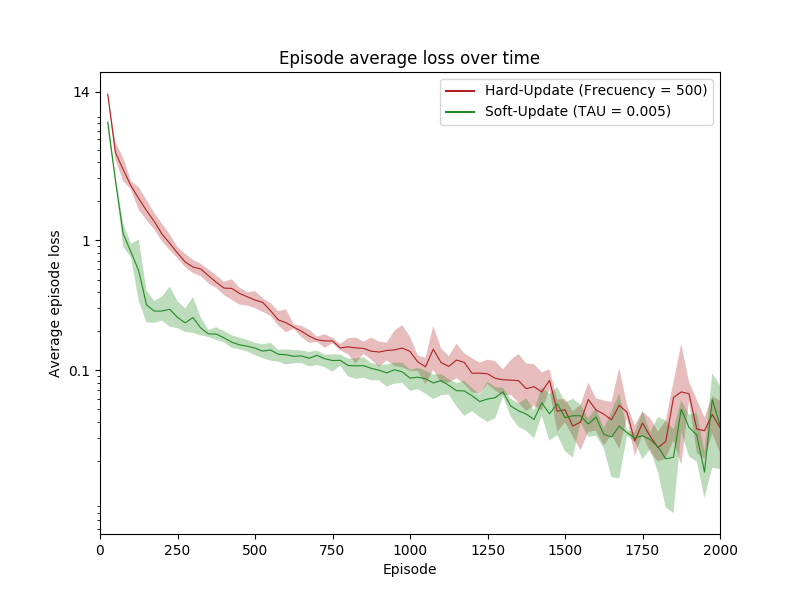 Episode average loss over time
Hard-Update (Frecuency = 500)
Soft-Update (TAU = 0.005)
14
1
0.1
Average episode loss
0 250 500 750 1000 1250 1500 1750 2000
Episode